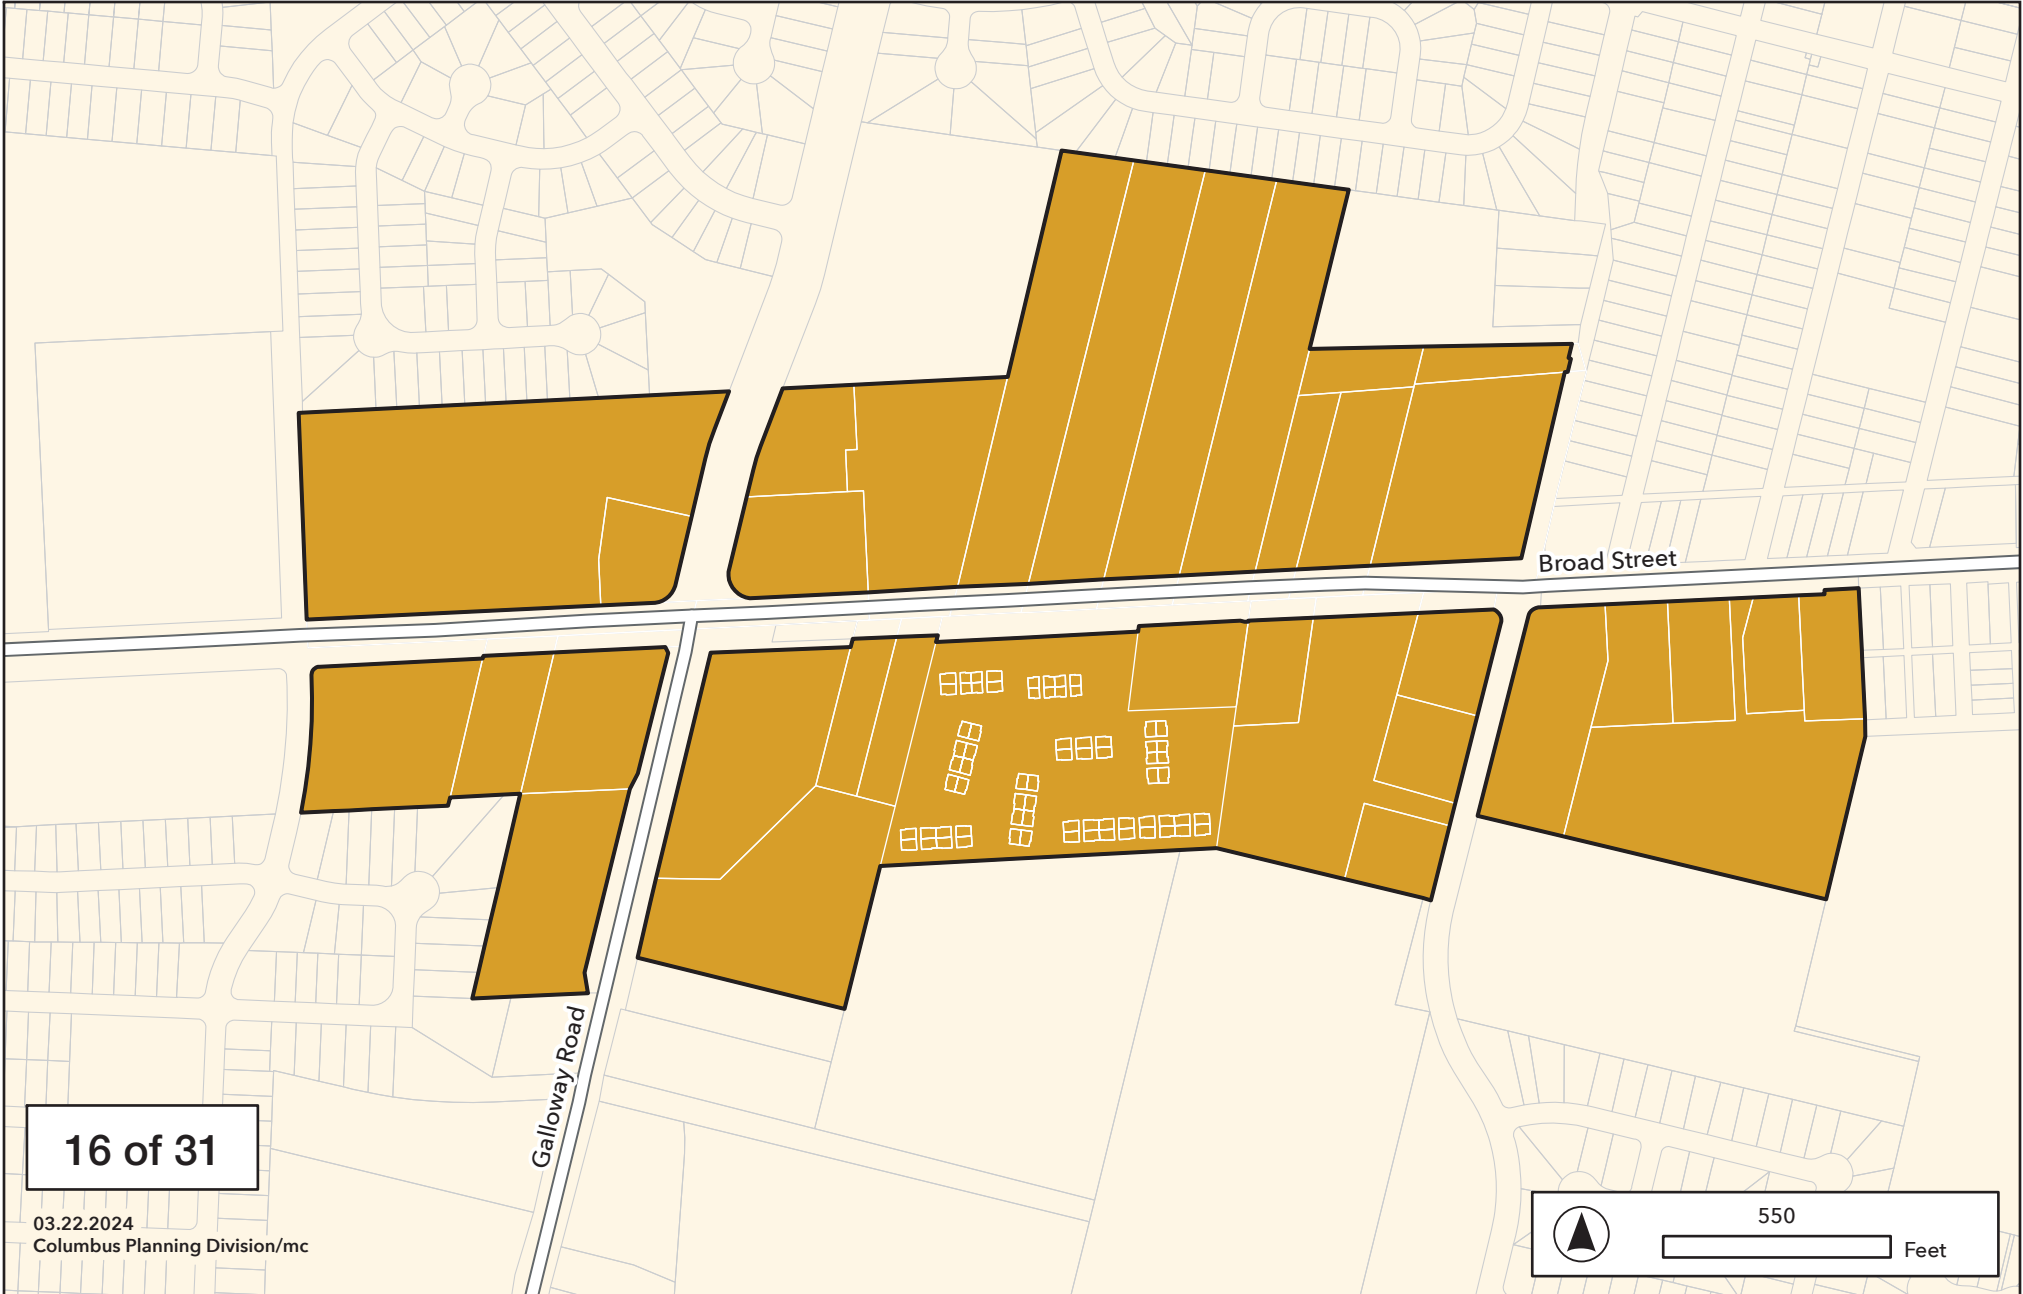 Broad Street
Galloway Road
16 of 31
03.22.2024
Columbus Planning Division/mc
550
Feet